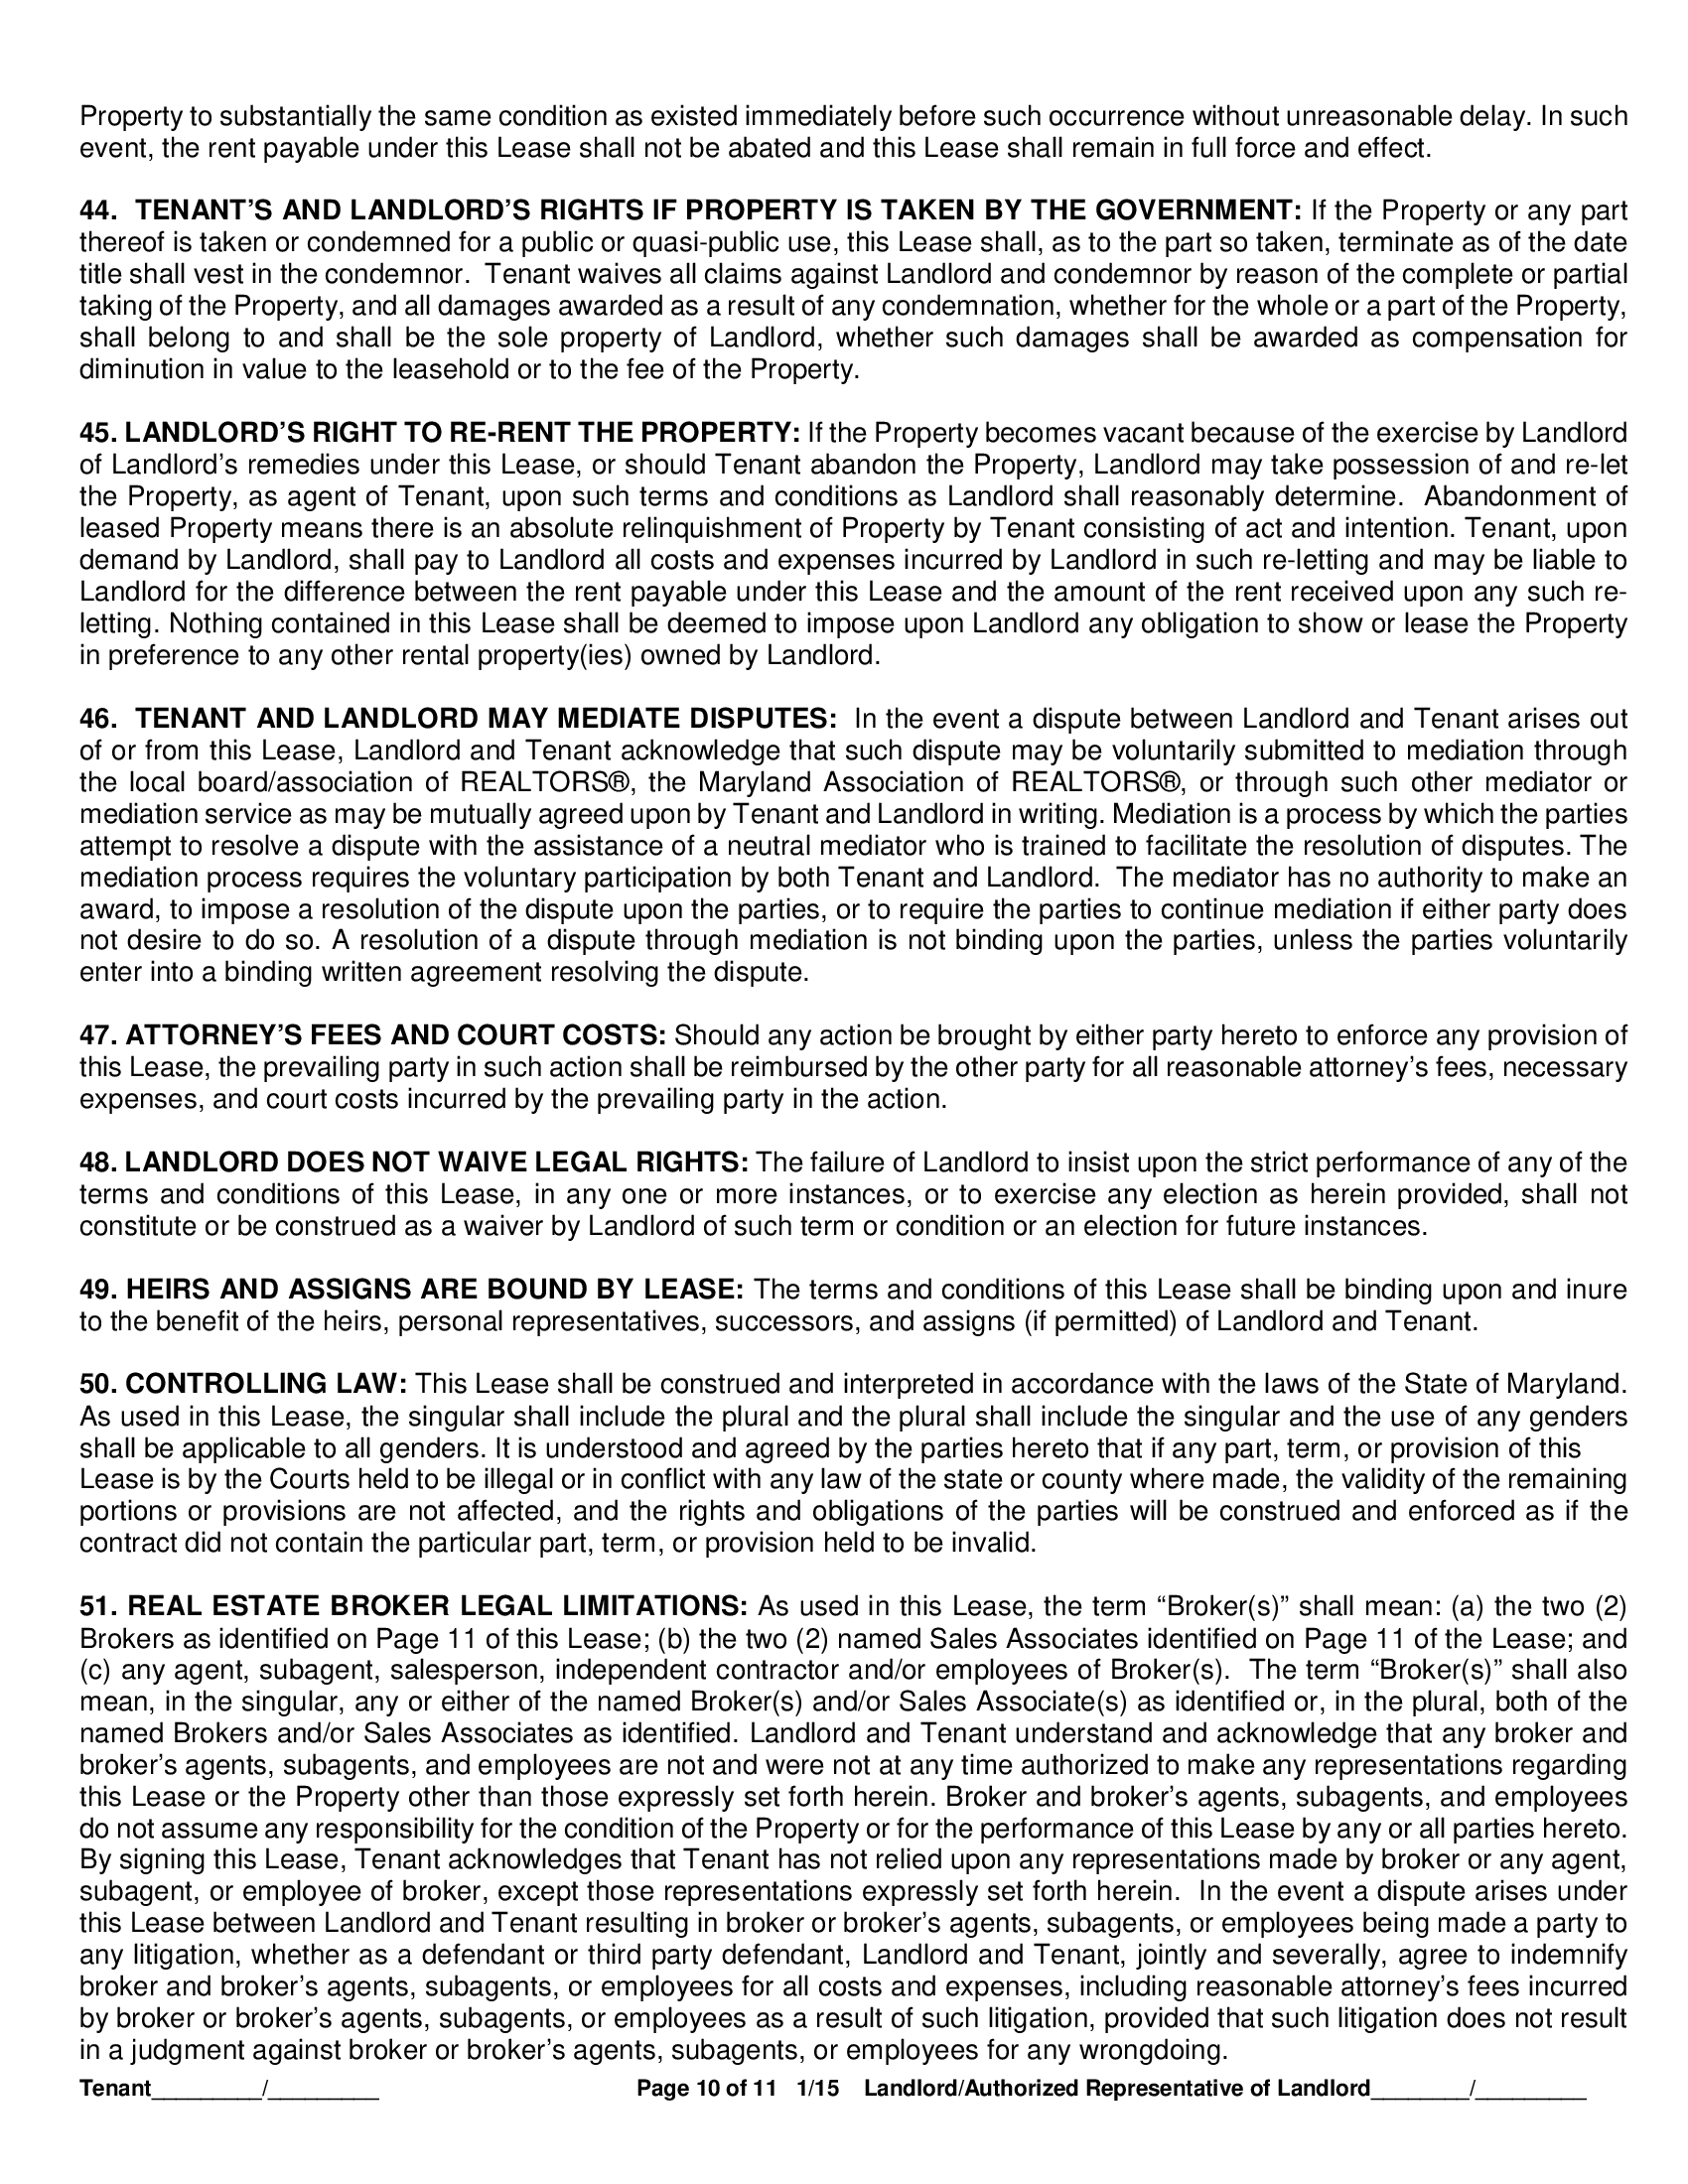 Property to substantially the same condition as existed immediately before such occurrence without unreasonable delay. In such
event, the rent payable under this Lease shall not be abated and this Lease shall remain in full force and effect.
44.  TENANT’S AND LANDLORD’S RIGHTS IF PROPERTY IS TAKEN BY THE GOVERNMENT: If the Property or any part
thereof is taken or condemned for a public or quasi-public use, this Lease shall, as to the part so taken, terminate as of the date
title shall vest in the condemnor.  Tenant waives all claims against Landlord and condemnor by reason of the complete or partial
taking of the Property, and all damages awarded as a result of any condemnation, whether for the whole or a part of the Property,
shall belong to and shall be the sole property of Landlord, whether such damages shall be awarded as compensation for
diminution in value to the leasehold or to the fee of the Property.
45. LANDLORD’S RIGHT TO RE-RENT THE PROPERTY: If the Property becomes vacant because of the exercise by Landlord
of Landlord’s remedies under this Lease, or should Tenant abandon the Property, Landlord may take possession of and re-let
the Property, as agent of Tenant, upon such terms and conditions as Landlord shall reasonably determine.  Abandonment of
leased Property means there is an absolute relinquishment of Property by Tenant consisting of act and intention. Tenant, upon
demand by Landlord, shall pay to Landlord all costs and expenses incurred by Landlord in such re-letting and may be liable to
Landlord for the difference between the rent payable under this Lease and the amount of the rent received upon any such re-
letting. Nothing contained in this Lease shall be deemed to impose upon Landlord any obligation to show or lease the Property
in preference to any other rental property(ies) owned by Landlord.
46.  TENANT AND LANDLORD MAY MEDIATE DISPUTES:  In the event a dispute between Landlord and Tenant arises out
of or from this Lease, Landlord and Tenant acknowledge that such dispute may be voluntarily submitted to mediation through
the local board/association of REALTORS®, the Maryland Association of REALTORS®, or through such other mediator or
mediation service as may be mutually agreed upon by Tenant and Landlord in writing. Mediation is a process by which the parties
attempt to resolve a dispute with the assistance of a neutral mediator who is trained to facilitate the resolution of disputes. The
mediation process requires the voluntary participation by both Tenant and Landlord.  The mediator has no authority to make an
award, to impose a resolution of the dispute upon the parties, or to require the parties to continue mediation if either party does
not desire to do so. A resolution of a dispute through mediation is not binding upon the parties, unless the parties voluntarily
enter into a binding written agreement resolving the dispute.
47. ATTORNEY’S FEES AND COURT COSTS: Should any action be brought by either party hereto to enforce any provision of
this Lease, the prevailing party in such action shall be reimbursed by the other party for all reasonable attorney’s fees, necessary
expenses, and court costs incurred by the prevailing party in the action.
48. LANDLORD DOES NOT WAIVE LEGAL RIGHTS: The failure of Landlord to insist upon the strict performance of any of the
terms and conditions of this Lease, in any one or more instances, or to exercise any election as herein provided, shall not
constitute or be construed as a waiver by Landlord of such term or condition or an election for future instances.
49. HEIRS AND ASSIGNS ARE BOUND BY LEASE: The terms and conditions of this Lease shall be binding upon and inure
to the benefit of the heirs, personal representatives, successors, and assigns (if permitted) of Landlord and Tenant.
50. CONTROLLING LAW: This Lease shall be construed and interpreted in accordance with the laws of the State of Maryland.
As used in this Lease, the singular shall include the plural and the plural shall include the singular and the use of any genders
shall be applicable to all genders. It is understood and agreed by the parties hereto that if any part, term, or provision of this
Lease is by the Courts held to be illegal or in conflict with any law of the state or county where made, the validity of the remaining
portions or provisions are not affected, and the rights and obligations of the parties will be construed and enforced as if the
contract did not contain the particular part, term, or provision held to be invalid.
51. REAL ESTATE BROKER LEGAL LIMITATIONS: As used in this Lease, the term “Broker(s)” shall mean: (a) the two (2)
Brokers as identified on Page 11 of this Lease; (b) the two (2) named Sales Associates identified on Page 11 of the Lease; and
(c) any agent, subagent, salesperson, independent contractor and/or employees of Broker(s).  The term “Broker(s)” shall also
mean, in the singular, any or either of the named Broker(s) and/or Sales Associate(s) as identified or, in the plural, both of the
named Brokers and/or Sales Associates as identified. Landlord and Tenant understand and acknowledge that any broker and
broker’s agents, subagents, and employees are not and were not at any time authorized to make any representations regarding
this Lease or the Property other than those expressly set forth herein. Broker and broker’s agents, subagents, and employees
do not assume any responsibility for the condition of the Property or for the performance of this Lease by any or all parties hereto.
By signing this Lease, Tenant acknowledges that Tenant has not relied upon any representations made by broker or any agent,
subagent, or employee of broker, except those representations expressly set forth herein.  In the event a dispute arises under
this Lease between Landlord and Tenant resulting in broker or broker’s agents, subagents, or employees being made a party to
any litigation, whether as a defendant or third party defendant, Landlord and Tenant, jointly and severally, agree to indemnify
broker and broker’s agents, subagents, or employees for all costs and expenses, including reasonable attorney’s fees incurred
by broker or broker’s agents, subagents, or employees as a result of such litigation, provided that such litigation does not result
in a judgment against broker or broker’s agents, subagents, or employees for any wrongdoing.
Tenant_________/_________ Page 10 of 11 1/15 Landlord/Authorized Representative of Landlord________/_________